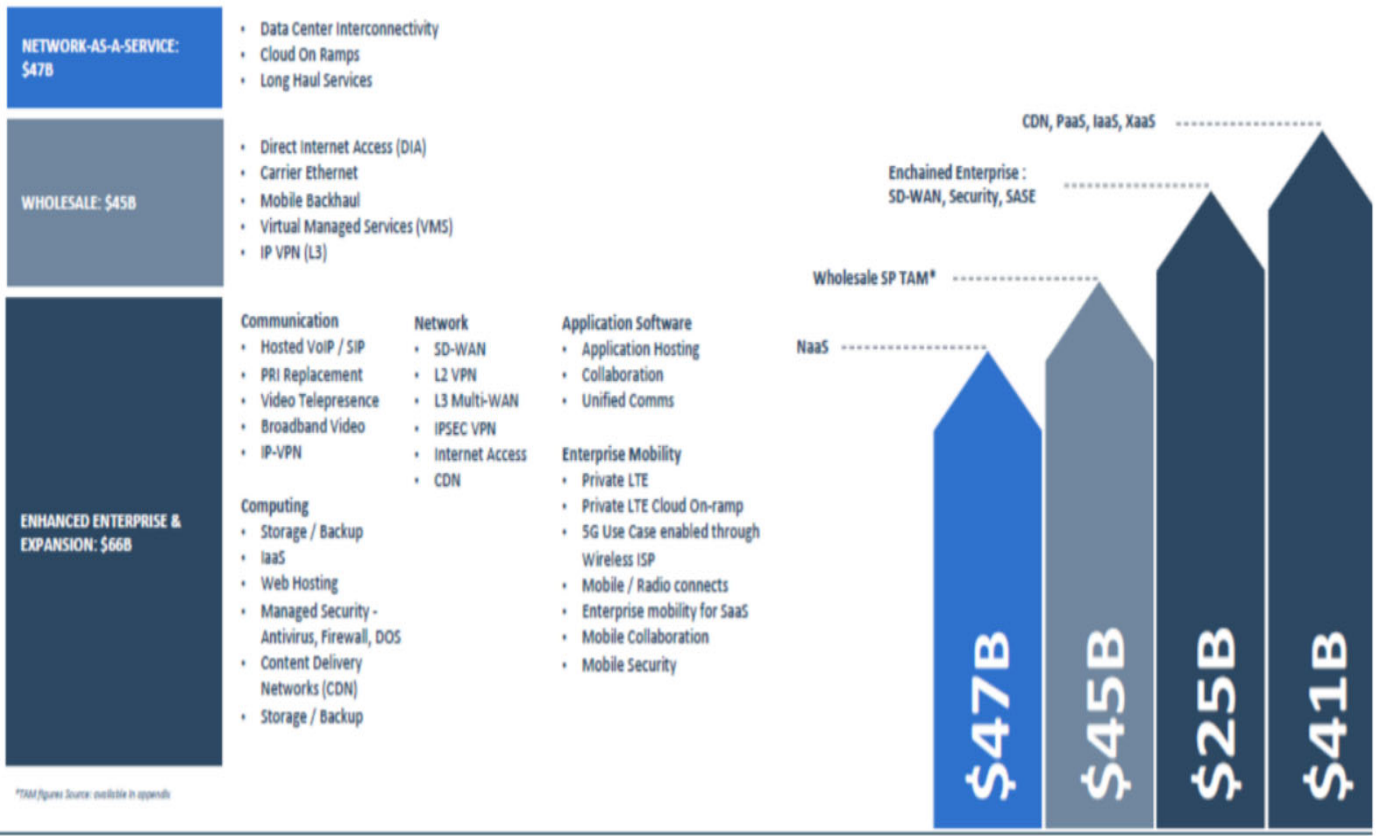 NETWORK-AS-A-SERVICE:
$47B
• Data Center Interconnectivity
• Cloud On Ramps
• Long Haul Services
WHOLESALE: $45B
• Direct Internet Access (DIA)
• Carrier Ethernet
• Mobile Backhaul
• Virtual Managed Services (VMS)
• IP VPN (L3)
ENHANCED ENTERPRISE &
EXPANSION: $66B
Communication
• Hosted VoIP / SIP
• PRI Replacement
• Video Telepresence
• Broadband Video
• IP-VPN
Computing
• Storage / Backup
• IaaS
• Web Hosting
• Managed Security -
Antivirus, Firewall, DOS
• Content Delivery
Networks (CDN)
• Storage / Backup
Network
• SD-WAN
• L2 VPN
• L3 Multi-WAN
• IPSEC VPN
• Internet Access
• CDN
Application Software
• Application Hosting
• Collaboration
• Unified Comms
Enterprise Mobility
• Private LTE
• Private LTE Cloud On-ramp
• 5G Use Case enabled through
Wireless ISP
• Mobile / Radio connects
• Enterprise mobility for SaaS
• Mobile Collaboration
• Mobile Security
CDN, PaaS, IaaS, XaaS
Enchained Enterprise :
SD-WAN, Security, SASE
Wholesale SP TAM*
NaaS
$47B
$45B
$25B
$41B
*TAM figures Source: available in appendix